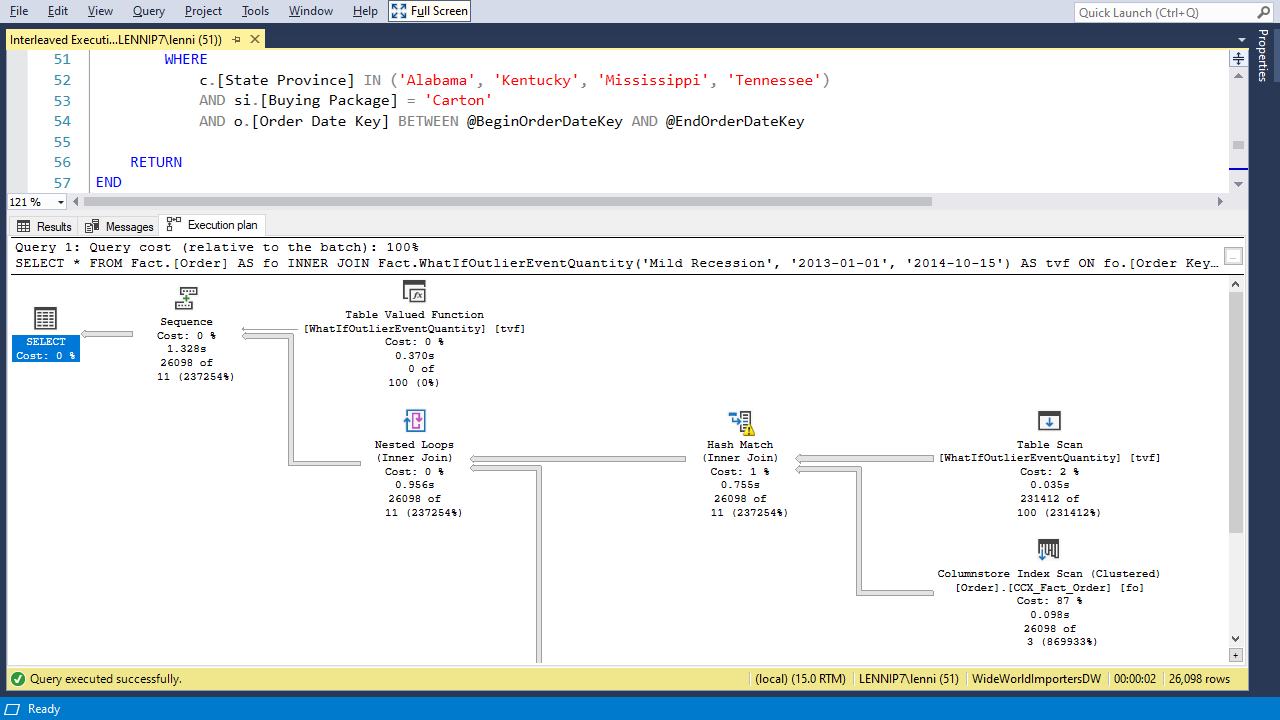 File Edit View Query Project Tools Window Help Full Screen
Quick Launch (Ctrl+Q)
Interleaved Executi...LENNIP7\lenni (51))
Properties
51 WHERE
52 c.[State Province] IN ('Alabama', 'Kentucky', 'Mississippi', 'Tennessee')
53 AND si.[Buying Package] = 'Carton'
54 AND o.[Order Date Key] BETWEEN @BeginOrderDateKey AND @EndOrderDateKey
55
56 RETURN
57 END
121 %
Results Messages Execution plan
Query 1: Query cost (relative to the batch): 100%
SELECT * FROM Fact.[Order] AS fo INNER JOIN Fact.WhatIfOutlierEventQuantity('Mild Recession', '2013-01-01', '2014-10-15') AS tvf ON fo.[Order Key…
...
SELECT
Cost: 0 %
Sequence
Cost: 0 %
1.328s
26098 of
11 (237254%)
Table Valued Function
[WhatIfOutlierEventQuantity] [tvf]
Cost: 0 %
0.370s
0 of
100 (0%)
Nested Loops
(Inner Join)
Cost: 0 %
0.956s
26098 of
11 (237254%)
Hash Match
(Inner Join)
Cost: 1 %
0.755s
26098 of
11 (237254%)
Table Scan
[WhatIfOutlierEventQuantity] [tvf]
Cost: 2 %
0.035s
231412 of
100 (231412%)
Columnstore Index Scan (Clustered)
[Order].[CCX_Fact_Order] [fo]
Cost: 87 %
0.098s
26098 of
3 (869933%)
Query executed successfully.
(local) (15.0 RTM) LENNIP7\lenni (51) WideWorldImportersDW 00:00:02 26,098 rows
Ready